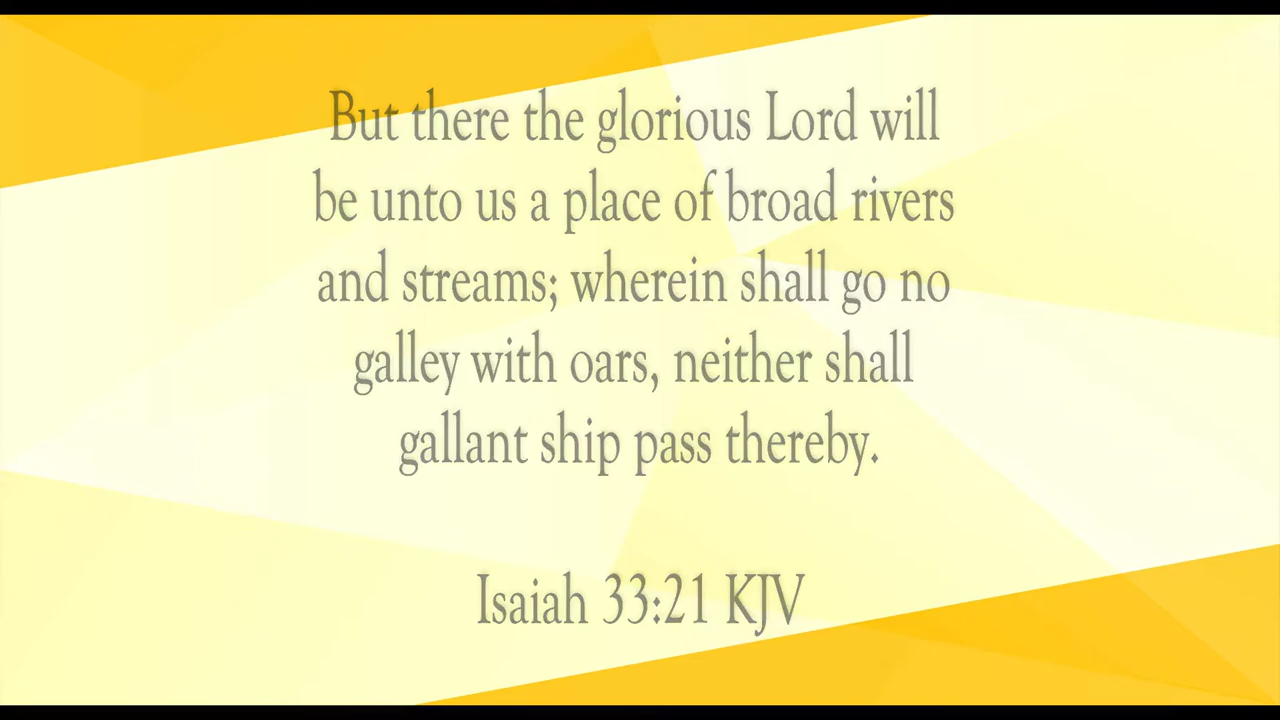 But there the glorious Lord will
be unto us a place of broad rivers
and streams; wherein shall go no
galley with oars, neither shall
gallant ship pass thereby.
Isaiah 33:21 KJV